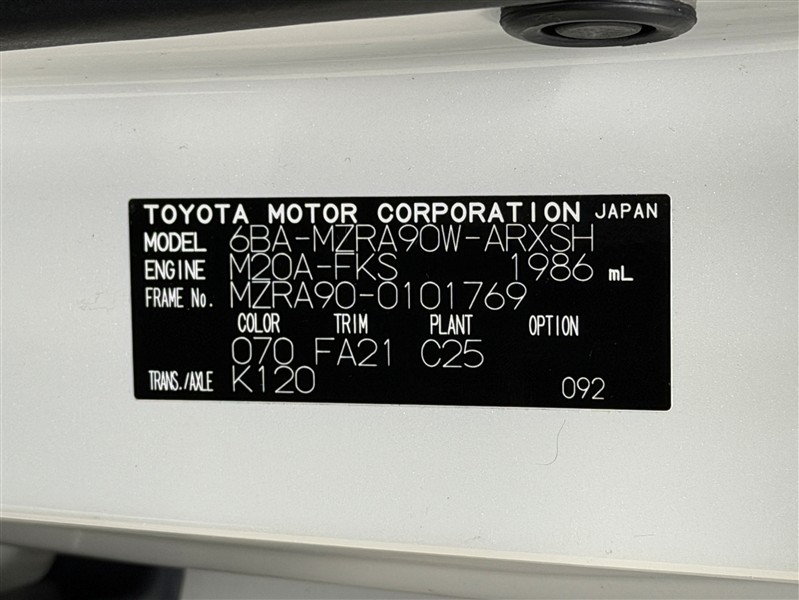 TOYOTA MOTOR CORPORATION JAPAN
MODEL 6BA-MZRA90W-ARXSH
ENGINE M20A-FKS 1986 mL
FRAME No. MZRA90-0101769
COLOR TRIM PLANT OPTION
070 FA21 C25
TRANS./AXLE K120 092